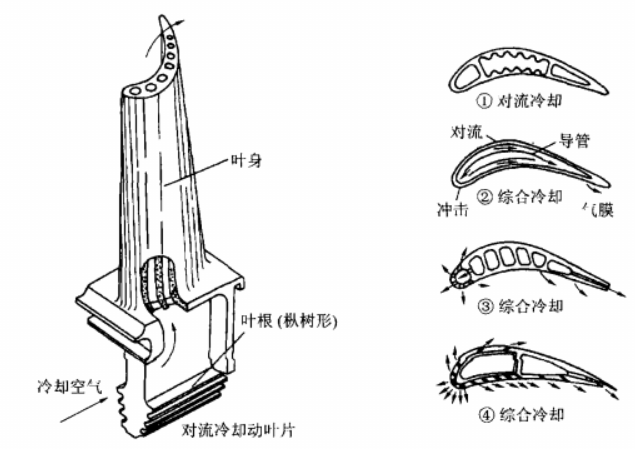 叶身
叶根 (枞树形)
冷却空气
对流冷却动叶片
① 对流冷却
对流
导管
冲击
② 综合冷却
气膜
③ 综合冷却
④ 综合冷却